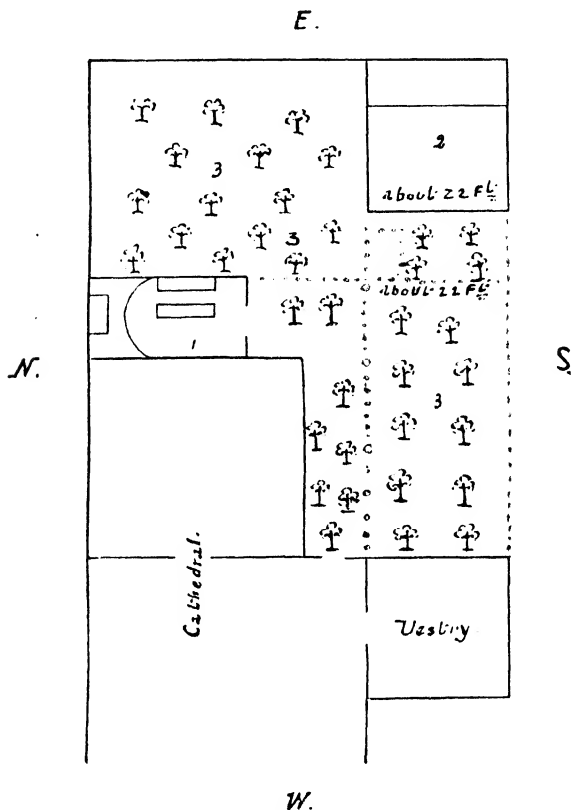 E.
2
3
about 22 Ft
3
about 22 Ft
N.
S.
1
3
Cathedral.
Vestry
W.